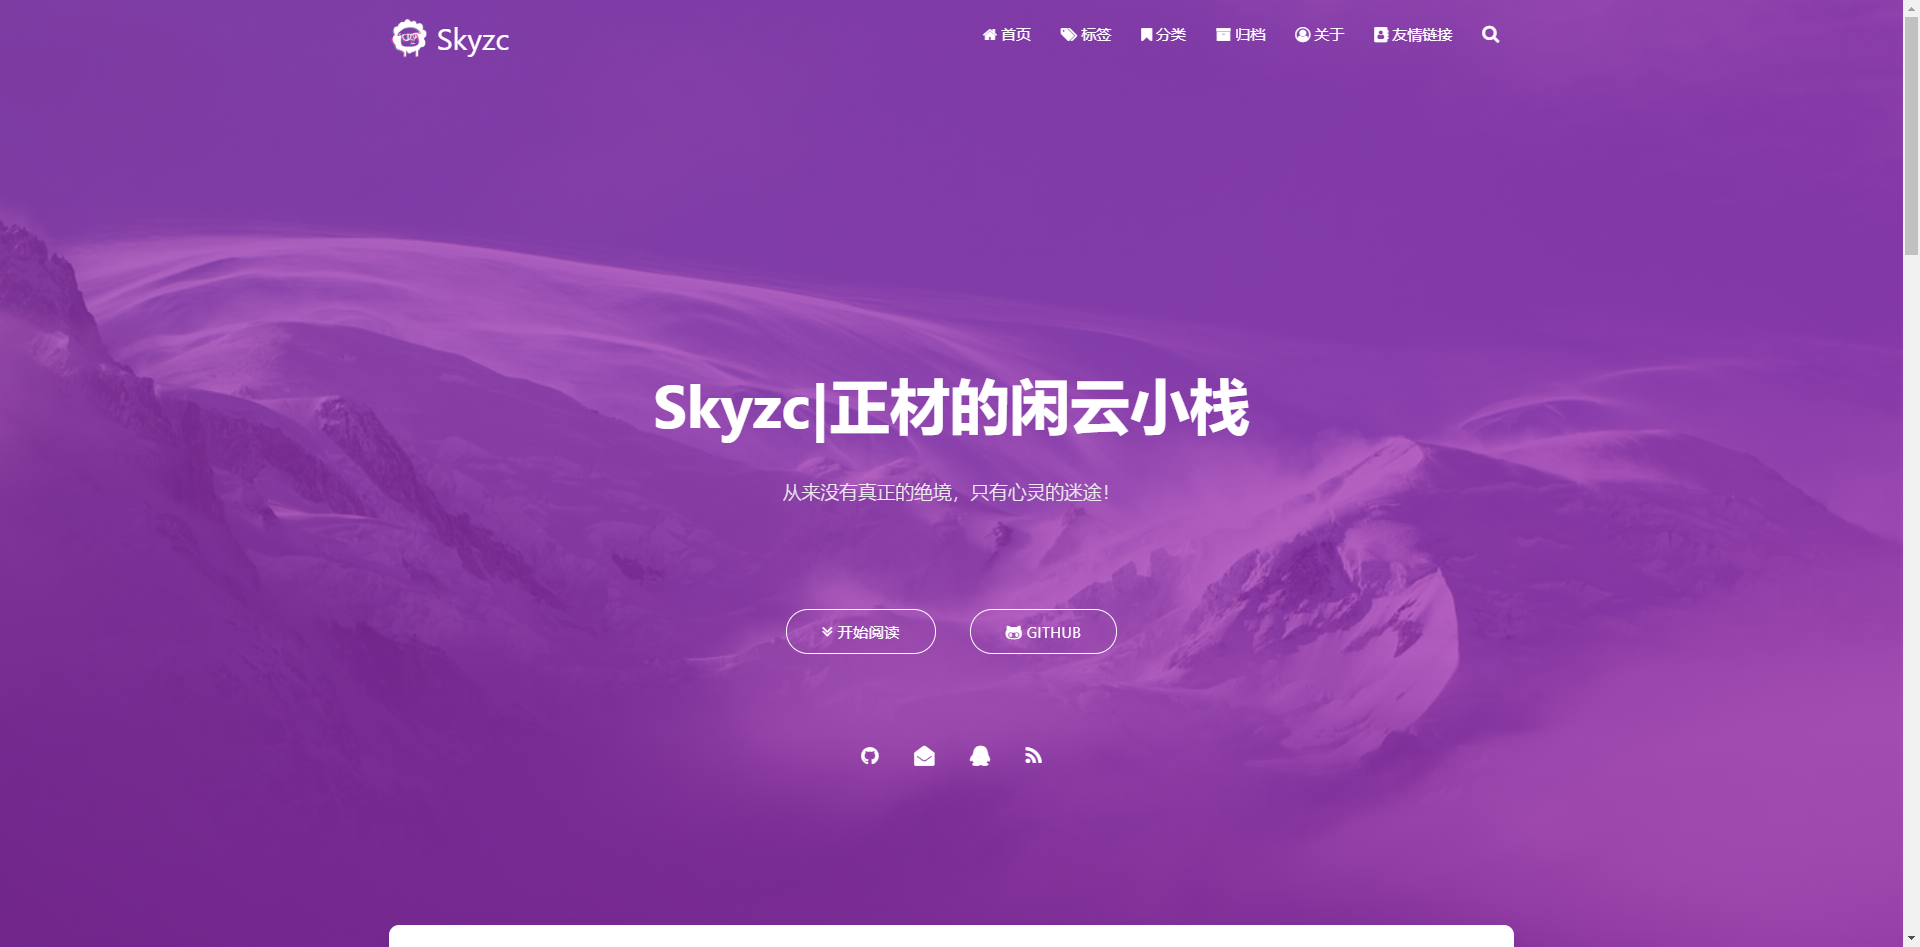 Skyzc
首页 标签 分类 归档 关于 友情链接
Skyzc|正材的闲云小栈
从来没有真正的绝境，只有心灵的迷途！
开始阅读 GITHUB